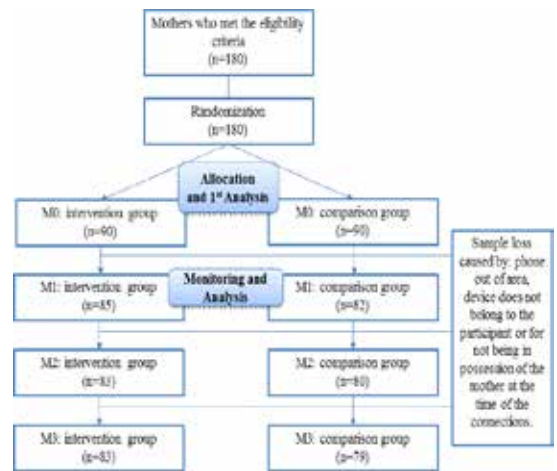 Mothers who met the eligibility
criteria
(n=180)
Randomization
(n=180)
Allocation
and 1st Analysis
M0: intervention group
(n=90)
M0: comparison group
(n=90)
Sample loss
caused by: phone
out of area,
device does not
belong to the
participant or for
not being in
possession of the
mother at the
time of the
connections.
Monitoring and
Analysis
M1: intervention group
(n=85)
M1: comparison group
(n=82)
M2: intervention group
(n=83)
M2: comparison group
(n=80)
M3: intervention group
(n=83)
M3: comparison group
(n=79)